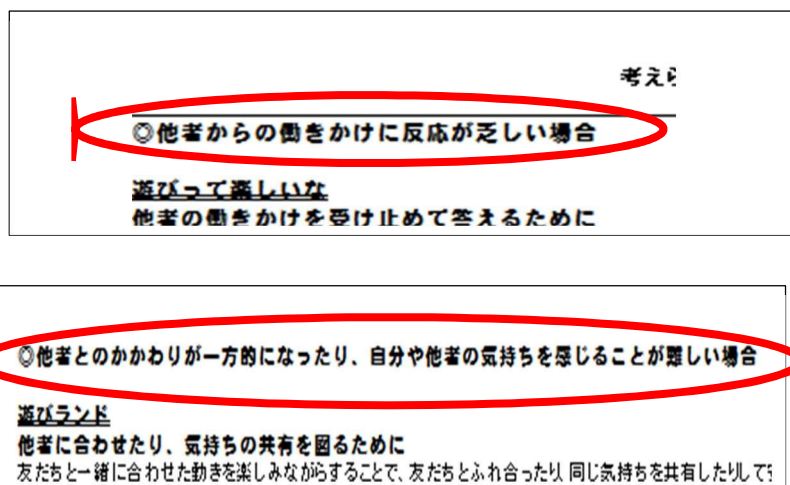 考えら
◎他者からの働きかけに反応が乏しい場合
遊びって楽しいな
他者の働きかけを受け止めて答えるために
◎他者とのかかわりが一方的になったり、自分や他者の気持ちを感じることが難しい場合
遊びランド
他者に合わせたり、気持ちの共有を図るために
友だちと一緒に合わせた動きを楽しみながらすることで、友だちとふれ合ったり、同じ気持ちを共有したりして